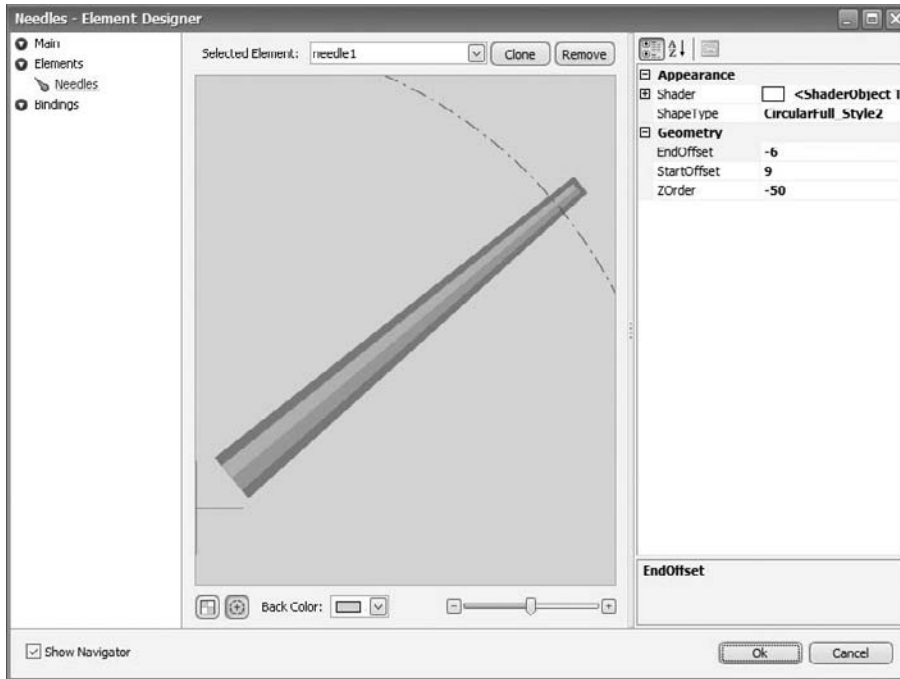 Needles - Element Designer
Main
Elements
Needles
Bindings
Selected Element: needle1 Clone Remove
Appearance
Shader <ShaderObject T
ShapeType CircularFull_Style2
Geometry
EndOffset -6
StartOffset 9
ZOrder -50
EndOffset
Back Color:
Show Navigator
Ok Cancel